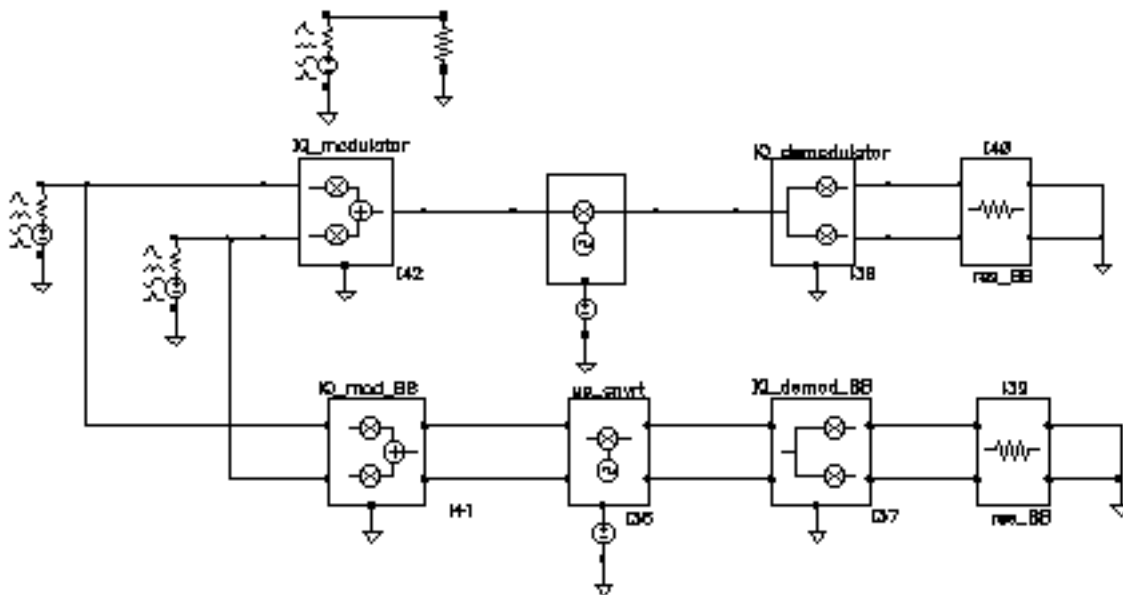 IQ_modulator
IQ_demodulator
I40
I42
I38
res_BB
IQ_mod_BB
up_cnvrt
IQ_demod_BB
I39
I41
I36
I37
res_BB